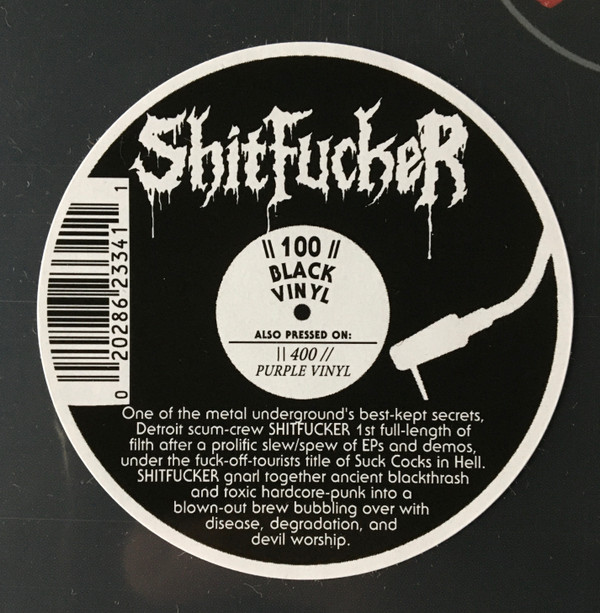 ShitFucker
|| 100 //
BLACK
VINYL
ALSO PRESSED ON:
|| 400 //
PURPLE VINYL
0 20286 23341 1
One of the metal underground's best-kept secrets,
Detroit scum-crew SHITFUCKER 1st full-length of
filth after a prolific slew/spew of EPs and demos,
under the fuck-off-tourists title of Suck Cocks in Hell.
SHITFUCKER gnarl together ancient blackthrash
and toxic hardcore-punk into a
blown-out brew bubbling over with
disease, degradation, and
devil worship.